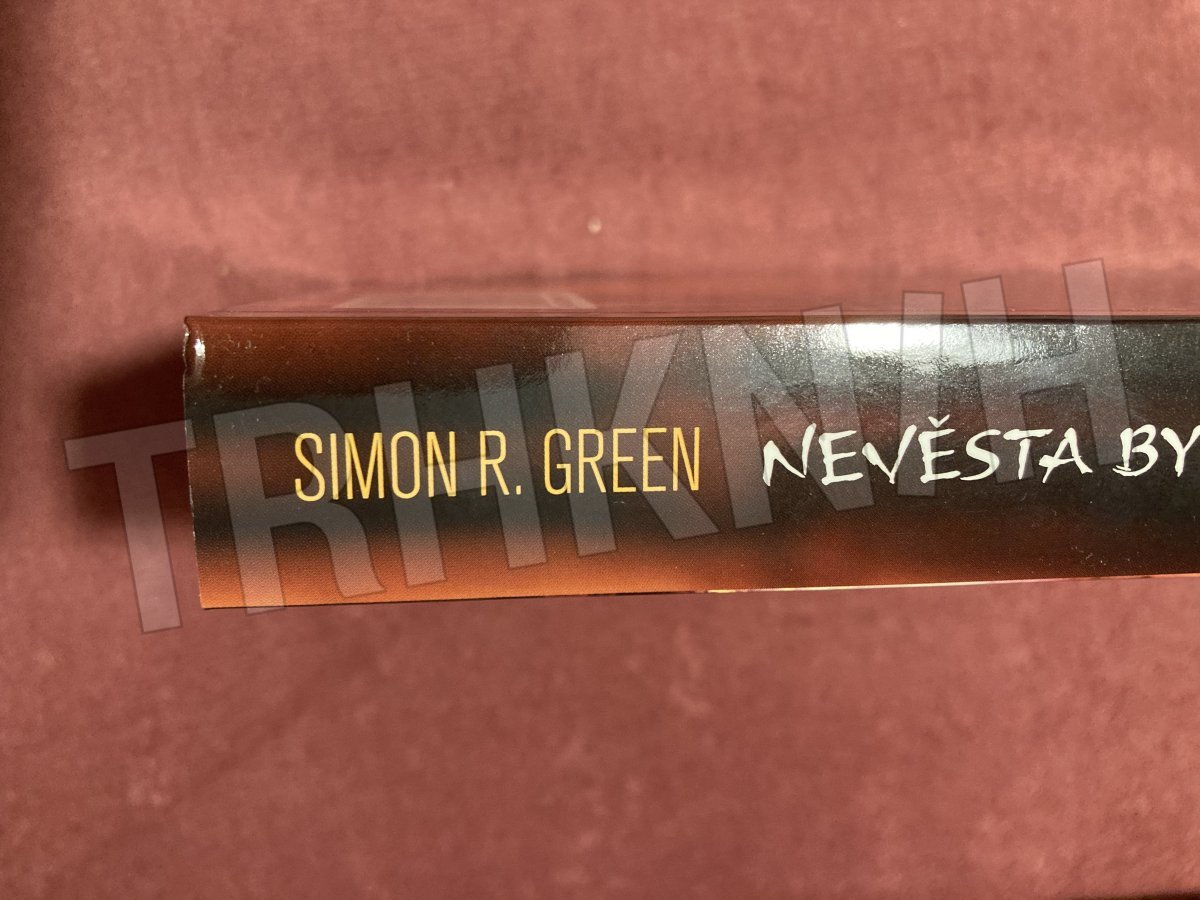 SIMON R. GREEN NEVĚSTA BY
TRHKNIH